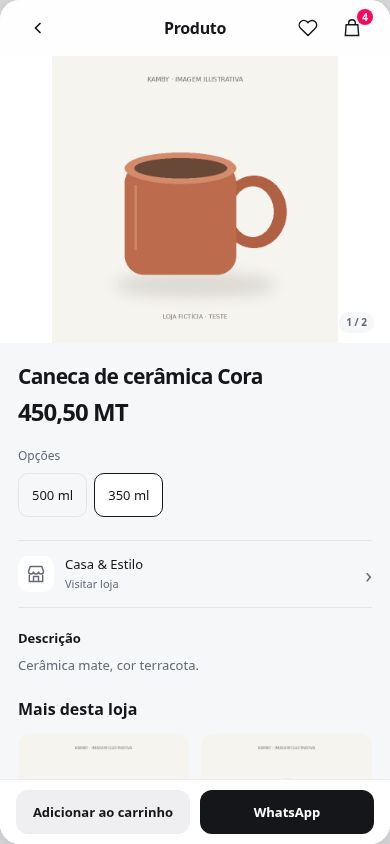 Produto
4
KAMBY · IMAGEM ILUSTRATIVA
LOJA FICTÍCIA · TESTE
1 / 2
Caneca de cerâmica Cora
450,50 MT
Opções
500 ml
350 ml
Casa & Estilo
Visitar loja
Descrição
Cerâmica mate, cor terracota.
Mais desta loja
KAMBY · IMAGEM ILUSTRATIVA
KAMBY · IMAGEM ILUSTRATIVA
Adicionar ao carrinho
WhatsApp